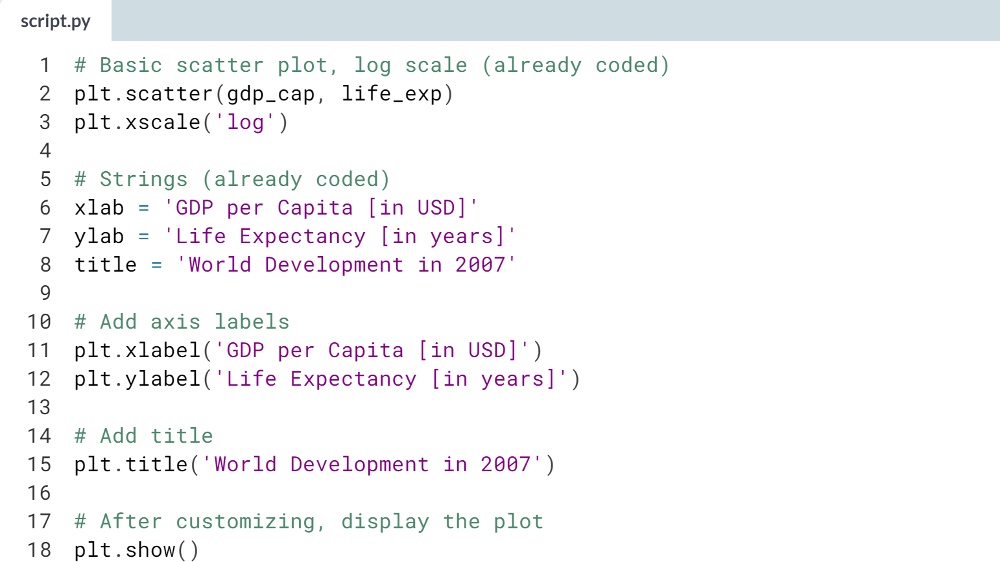 script.py
1 # Basic scatter plot, log scale (already coded)
2 plt.scatter(gdp_cap, life_exp)
3 plt.xscale('log')
4
5 # Strings (already coded)
6 xlab = 'GDP per Capita [in USD]'
7 ylab = 'Life Expectancy [in years]'
8 title = 'World Development in 2007'
9
10 # Add axis labels
11 plt.xlabel('GDP per Capita [in USD]')
12 plt.ylabel('Life Expectancy [in years]')
13
14 # Add title
15 plt.title('World Development in 2007')
16
17 # After customizing, display the plot
18 plt.show()